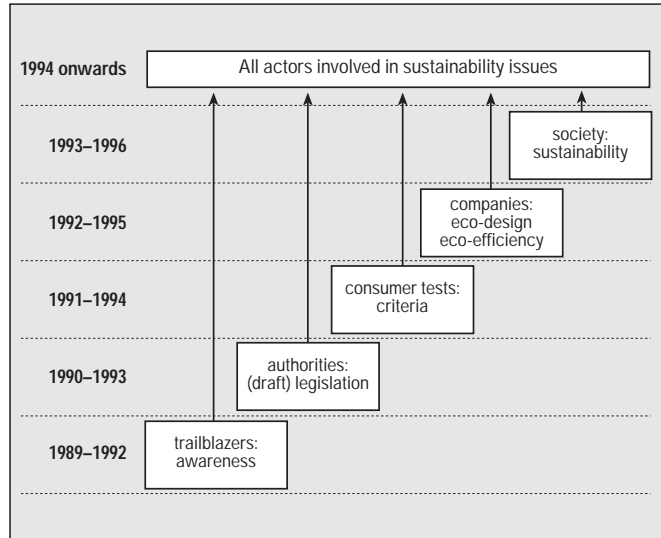 1994 onwards
All actors involved in sustainability issues
1993–1996
society:
sustainability
1992–1995
companies:
eco-design
eco-efficiency
1991–1994
consumer tests:
criteria
1990–1993
authorities:
(draft) legislation
1989–1992
trailblazers:
awareness